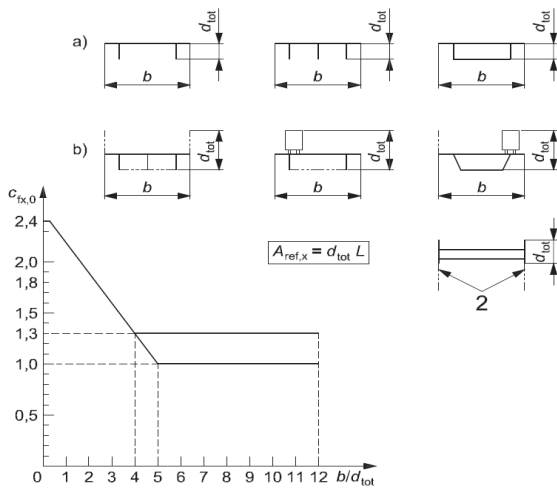 a)
b
d_tot
b
d_tot
b
d_tot
b)
b
d_tot
b
d_tot
b
d_tot
c_fx,0
A_ref,x = d_tot L
d_tot
2
2,4
2,0
1,8
1,5
1,3
1,0
0,5
0 1 2 3 4 5 6 7 8 9 10 11 12 b/d_tot